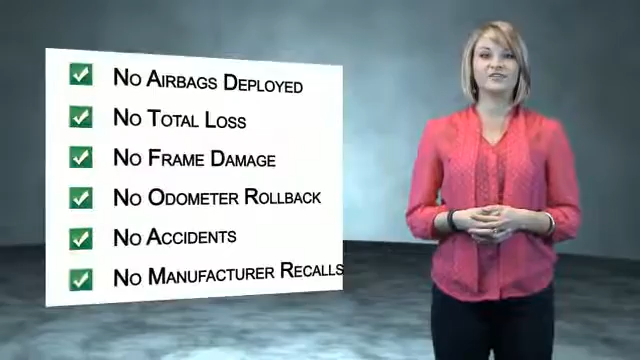 No Airbags Deployed
No Total Loss
No Frame Damage
No Odometer Rollback
No Accidents
No Manufacturer Recalls